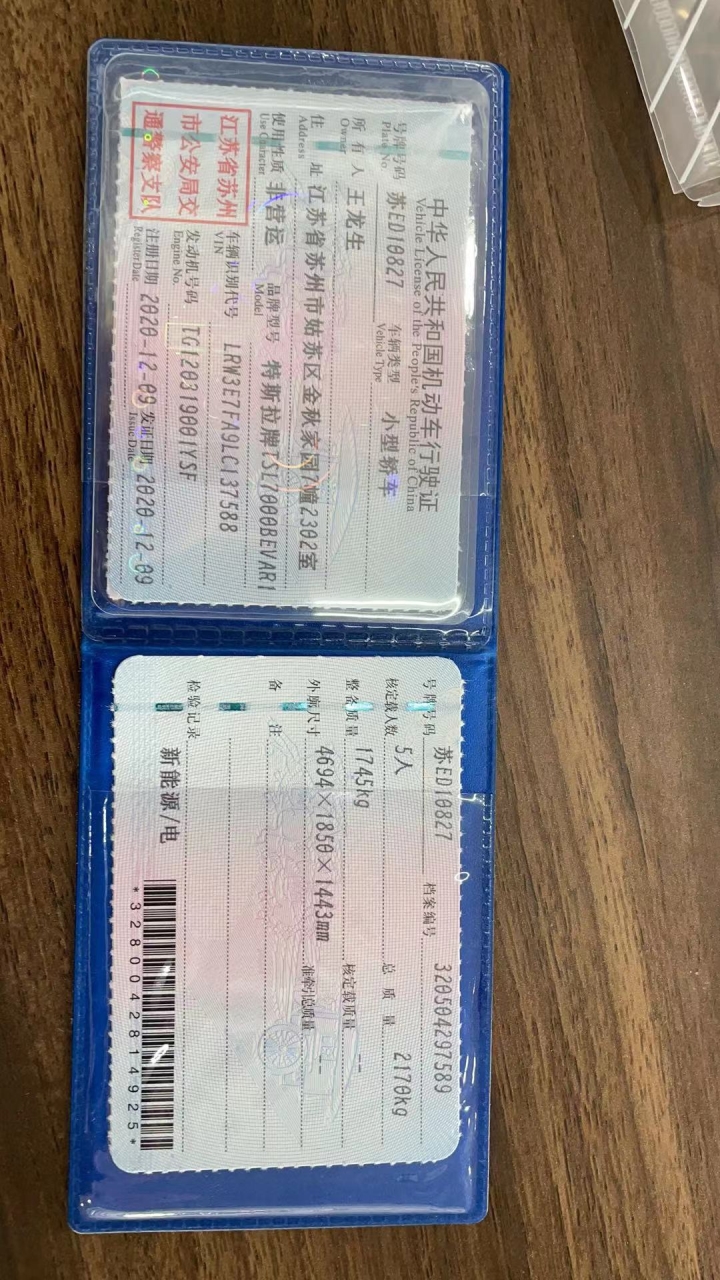 中华人民共和国机动车行驶证
Vehicle License of the People's Republic of China
号牌号码 苏ED10827 车辆类型 小型轿车
Plate No. Vehicle Type
所有人 王龙生
Owner
住址 江苏省苏州市姑苏区金秋家园7幢2302室
Address
使用性质 非营运 品牌型号 特斯拉牌TSL7000BEVAR1
Use Character Model
江苏省苏州
市公安局交
通警察支队
车辆识别代号 LRW3E7FA9LC137588
VIN
发动机号码 TG120319001YSF
Engine No.
注册日期 2020-12-09 发证日期 2020-12-09
Register Date Issue Date
号牌号码 苏ED10827 档案编号 320504297589
核定载人数 5人 总质量 2170kg
整备质量 1745kg 核定载质量 --
外廓尺寸 4694×1850×1443mm 准牵引总质量 --
备注
检验记录
新能源/电
*3280042814925*